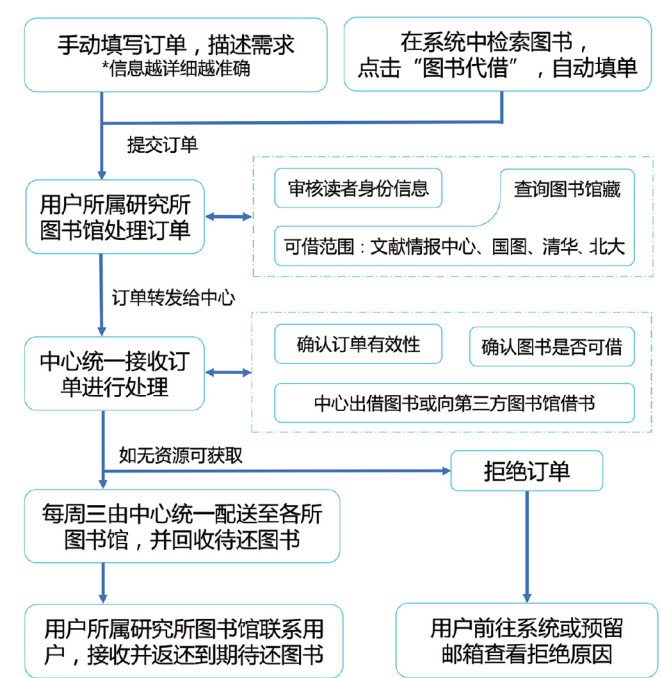 手动填写订单，描述需求
*信息越详细越准确
在系统中检索图书，
点击“图书代借”，自动填单
提交订单
用户所属研究所
图书馆处理订单
审核读者身份信息
查询图书馆藏
可借范围：文献情报中心、国图、清华、北大
订单转发给中心
中心统一接收订
单进行处理
确认订单有效性
确认图书是否可借
中心出借图书或向第三方图书馆借书
如无资源可获取
拒绝订单
每周三由中心统一配送至各所
图书馆，并回收待还图书
用户所属研究所图书馆联系用
户，接收并返还到期待还图书
用户前往系统或预留
邮箱查看拒绝原因